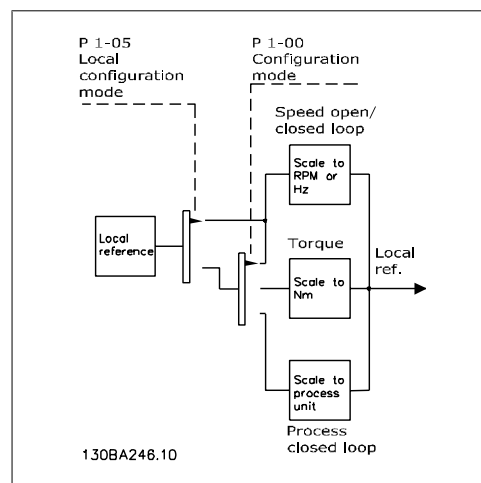 P 1-05
Local
configuration
mode
P 1-00
Configuration
mode
Speed open/
closed loop
Scale to
RPM or
Hz
Local
reference
Torque
Local
ref.
Scale to
Nm
Scale to
process
unit
Process
closed loop
130BA246.10